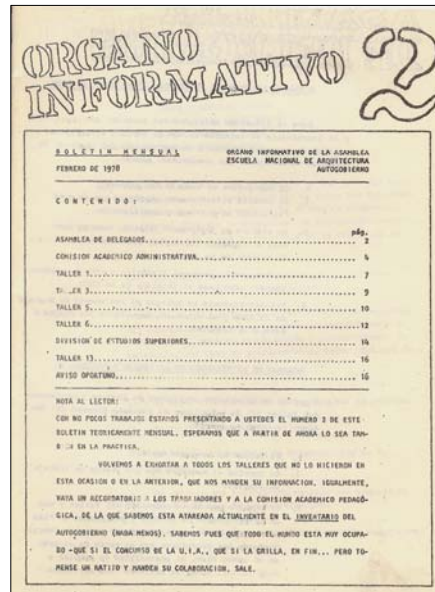 ORGANO
INFORMATIVO 2
BOLETIN MENSUAL
FEBRERO DE 1978
ORGANO INFORMATIVO DE LA ASAMBLEA
ESCUELA NACIONAL DE ARQUITECTURA
AUTOGOBIERNO
CONTENIDO:
pág.
ASAMBLEA DE DELEGADOS 2
COMISION ACADEMICO ADMINISTRATIVA 4
TALLER 1 7
TALLER 3 9
TALLER 5 10
TALLER 6 12
DIVISION DE ESTUDIOS SUPERIORES 14
TALLER 13 16
AVISO OPORTUNO 16
NOTA AL LECTOR:
CON NO POCOS TRABAJOS ESTAMOS PRESENTANDO A USTEDES EL NUMERO 3 DE ESTE
BOLETIN TEORICAMENTE MENSUAL. ESPERAMOS QUE A PARTIR DE AHORA LO SEA TAM-
BIEN EN LA PRACTICA.
VOLVEMOS A EXHORTAR A TODOS LOS TALLERES QUE NO LO HICIERON EN
ESTA OCASION O EN LA ANTERIOR, QUE NOS MANDEN SU INFORMACION. IGUALMENTE,
VAYA UN RECORDATORIO A LOS TRABAJADORES Y A LA COMISION ACADEMICO PEDAGÓ-
GICA, DE LA QUE SABEMOS ESTA ATAREADA ACTUALMENTE EN EL INVENTARIO DEL
AUTOGOBIERNO (NADA MENOS). SABEMOS PUES QUE TODO EL MUNDO ESTA MUY OCUPA-
DO -QUE SI EL CONCURSO DE LA U.I.A., QUE SI LA GRILLA, EN FIN... PERO TO-
MENSE UN RATITO Y MANDEN SU COLABORACION, SALE.